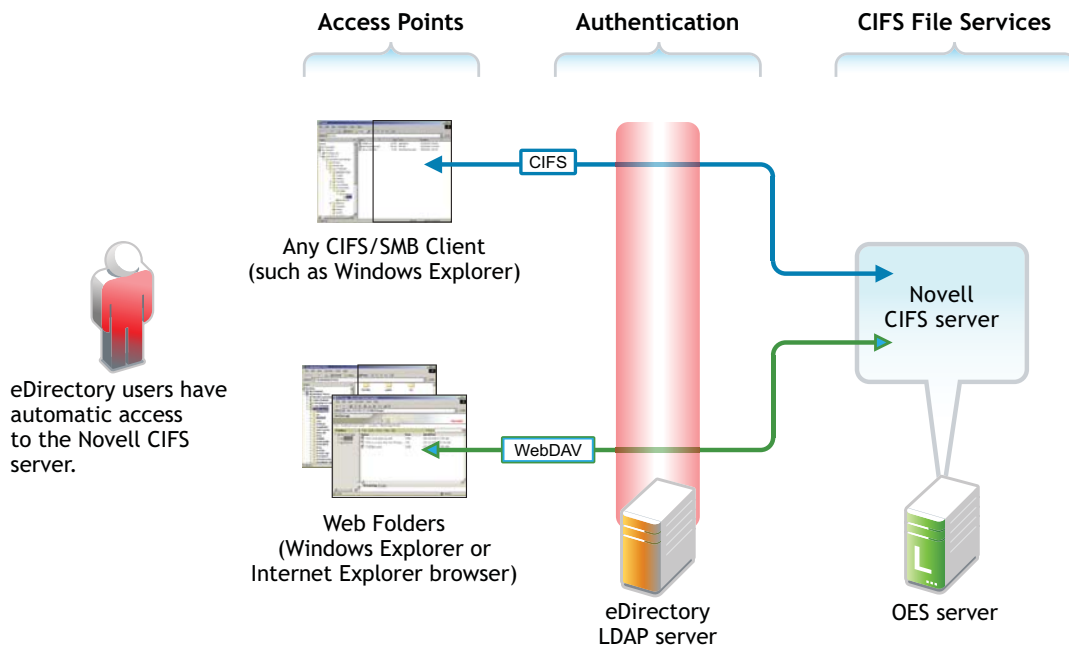 Access Points
Authentication
CIFS File Services
CIFS
Any CIFS/SMB Client
(such as Windows Explorer)
Novell
CIFS server
eDirectory users have
automatic access
to the Novell CIFS
server.
WebDAV
Web Folders
(Windows Explorer or
Internet Explorer browser)
eDirectory
LDAP server
L
OES server